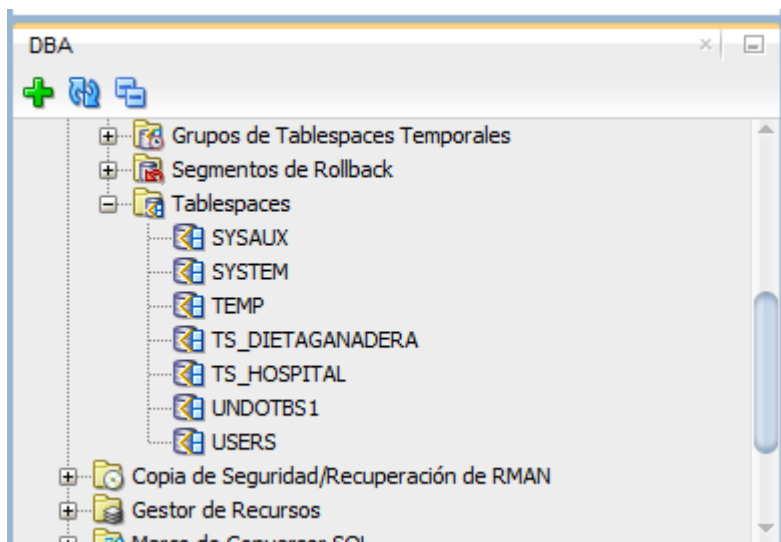 DBA
Grupos de Tablespaces Temporales
Segmentos de Rollback
Tablespaces
SYSAUX
SYSTEM
TEMP
TS_DIETAGANADERA
TS_HOSPITAL
UNDOTBS1
USERS
Copia de Seguridad/Recuperación de RMAN
Gestor de Recursos
SQL